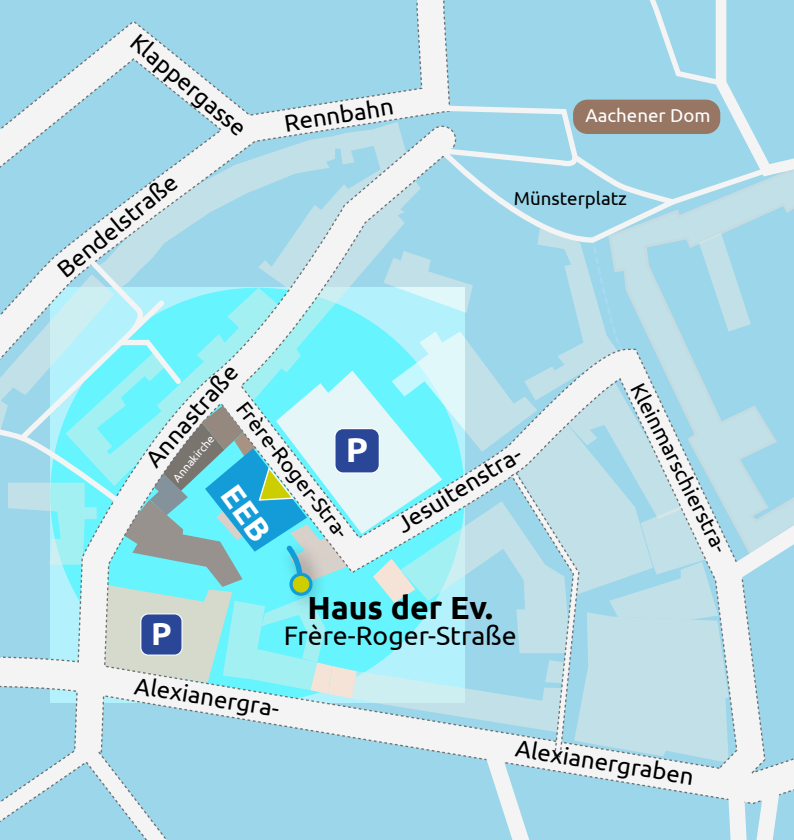 Klappergasse
Rennbahn
Aachener Dom
Bendelstraße
Münsterplatz
Annastraße
Kleinmarschierstra-
Frère-Roger-Stra-
Annakirche
P
Jesuitenstra-
EEB
Haus der Ev.
Frère-Roger-Straße
P
Alexianergra-
Alexianergraben